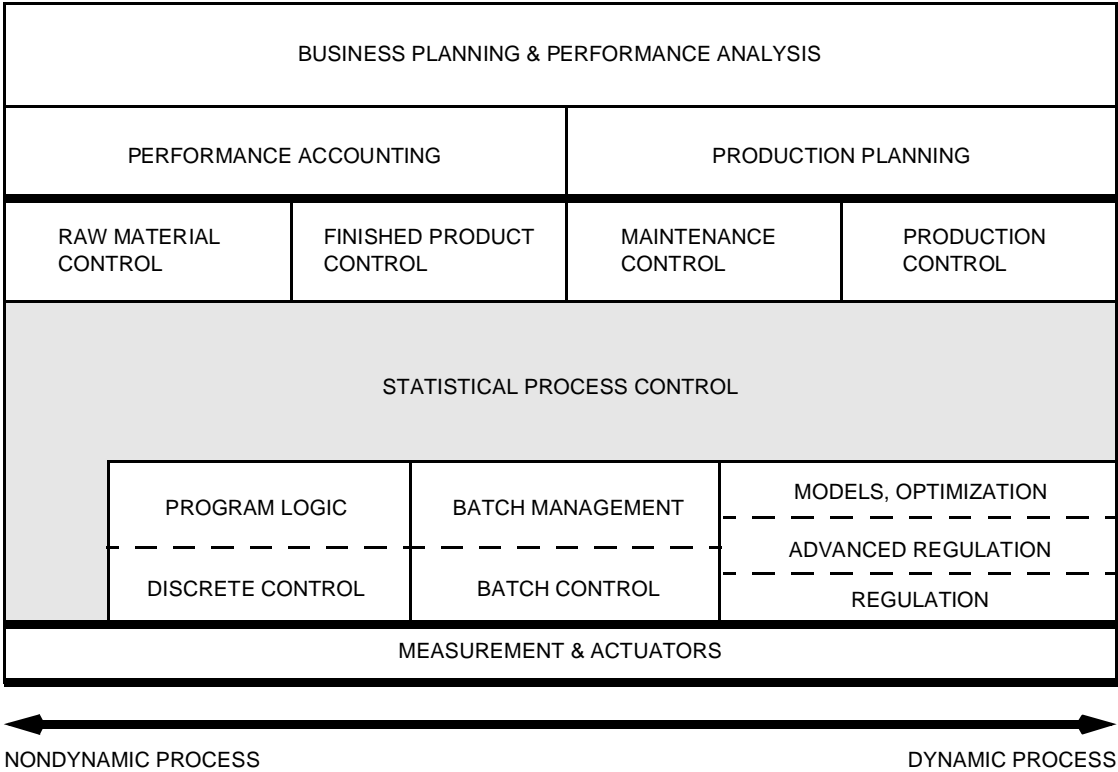 BUSINESS PLANNING & PERFORMANCE ANALYSIS
PERFORMANCE ACCOUNTING
PRODUCTION PLANNING
RAW MATERIAL
CONTROL
FINISHED PRODUCT
CONTROL
MAINTENANCE
CONTROL
PRODUCTION
CONTROL
STATISTICAL PROCESS CONTROL
PROGRAM LOGIC
DISCRETE CONTROL
BATCH MANAGEMENT
BATCH CONTROL
MODELS, OPTIMIZATION
ADVANCED REGULATION
REGULATION
MEASUREMENT & ACTUATORS
NONDYNAMIC PROCESS
DYNAMIC PROCESS